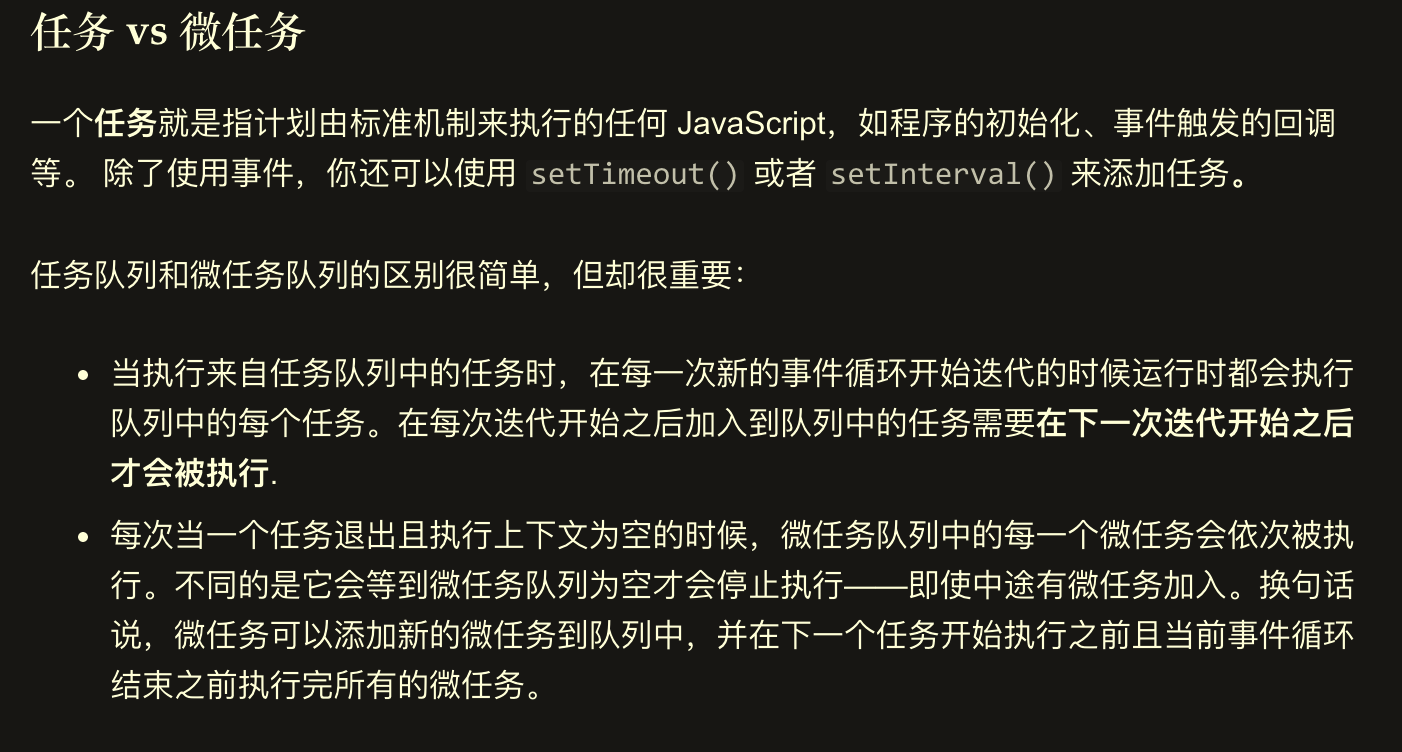 任务 vs 微任务
一个任务就是指计划由标准机制来执行的任何 JavaScript，如程序的初始化、事件触发的回调
等。 除了使用事件，你还可以使用 setTimeout() 或者 setInterval() 来添加任务。
任务队列和微任务队列的区别很简单，但却很重要：
• 当执行来自任务队列中的任务时，在每一次新的事件循环开始迭代的时候运行时都会执行
队列中的每个任务。在每次迭代开始之后加入到队列中的任务需要在下一次迭代开始之后
才会被执行.
• 每次当一个任务退出且执行上下文为空的时候，微任务队列中的每一个微任务会依次被执
行。不同的是它会等到微任务队列为空才会停止执行——即使中途有微任务加入。换句话
说，微任务可以添加新的微任务到队列中，并在下一个任务开始执行之前且当前事件循环
结束之前执行完所有的微任务。